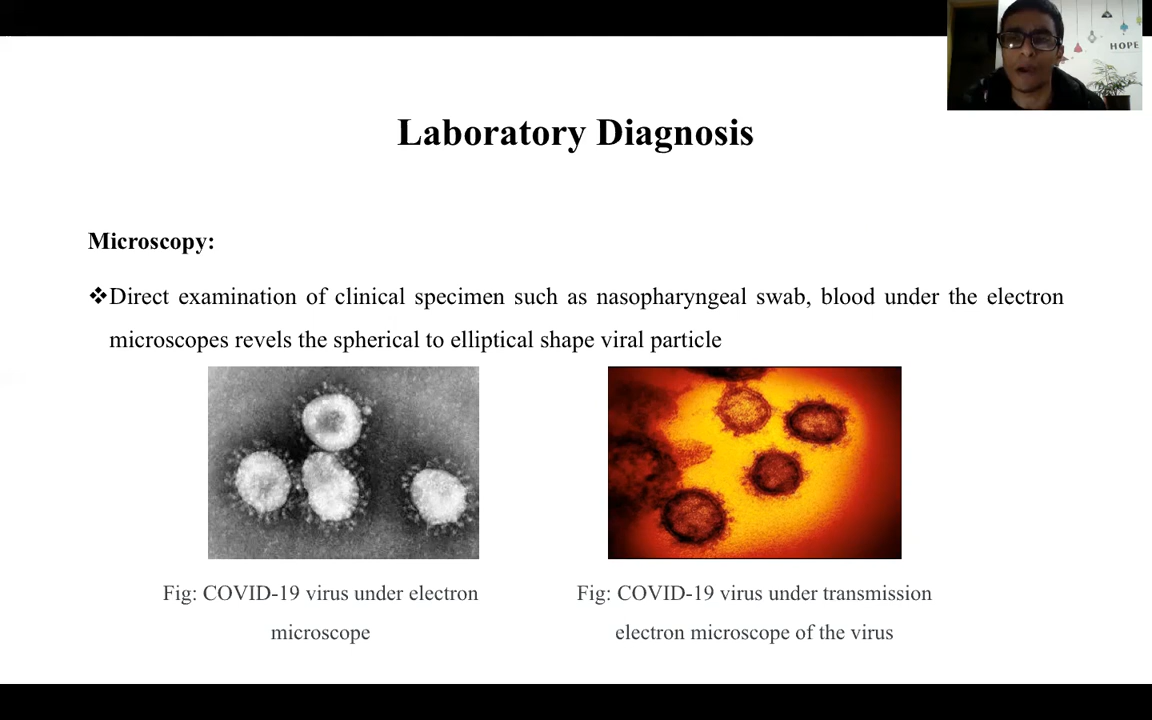 HOPE
Laboratory Diagnosis
Microscopy:
❖Direct examination of clinical specimen such as nasopharyngeal swab, blood under the electron
microscopes revels the spherical to elliptical shape viral particle
Fig: COVID-19 virus under electron
microscope
Fig: COVID-19 virus under transmission
electron microscope of the virus